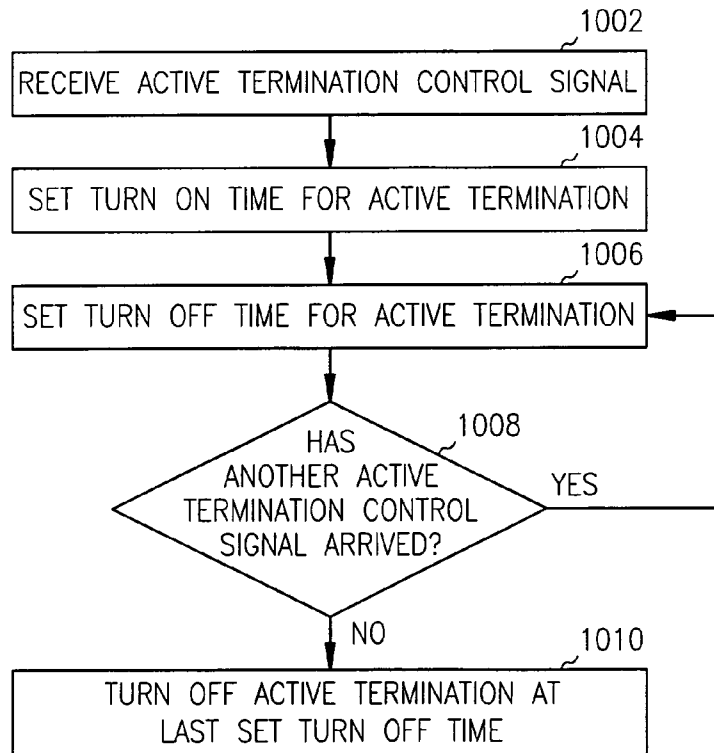 1002
RECEIVE ACTIVE TERMINATION CONTROL SIGNAL
1004
SET TURN ON TIME FOR ACTIVE TERMINATION
1006
SET TURN OFF TIME FOR ACTIVE TERMINATION
1008
HAS
ANOTHER ACTIVE
TERMINATION CONTROL
SIGNAL ARRIVED?
YES
NO
1010
TURN OFF ACTIVE TERMINATION AT
LAST SET TURN OFF TIME